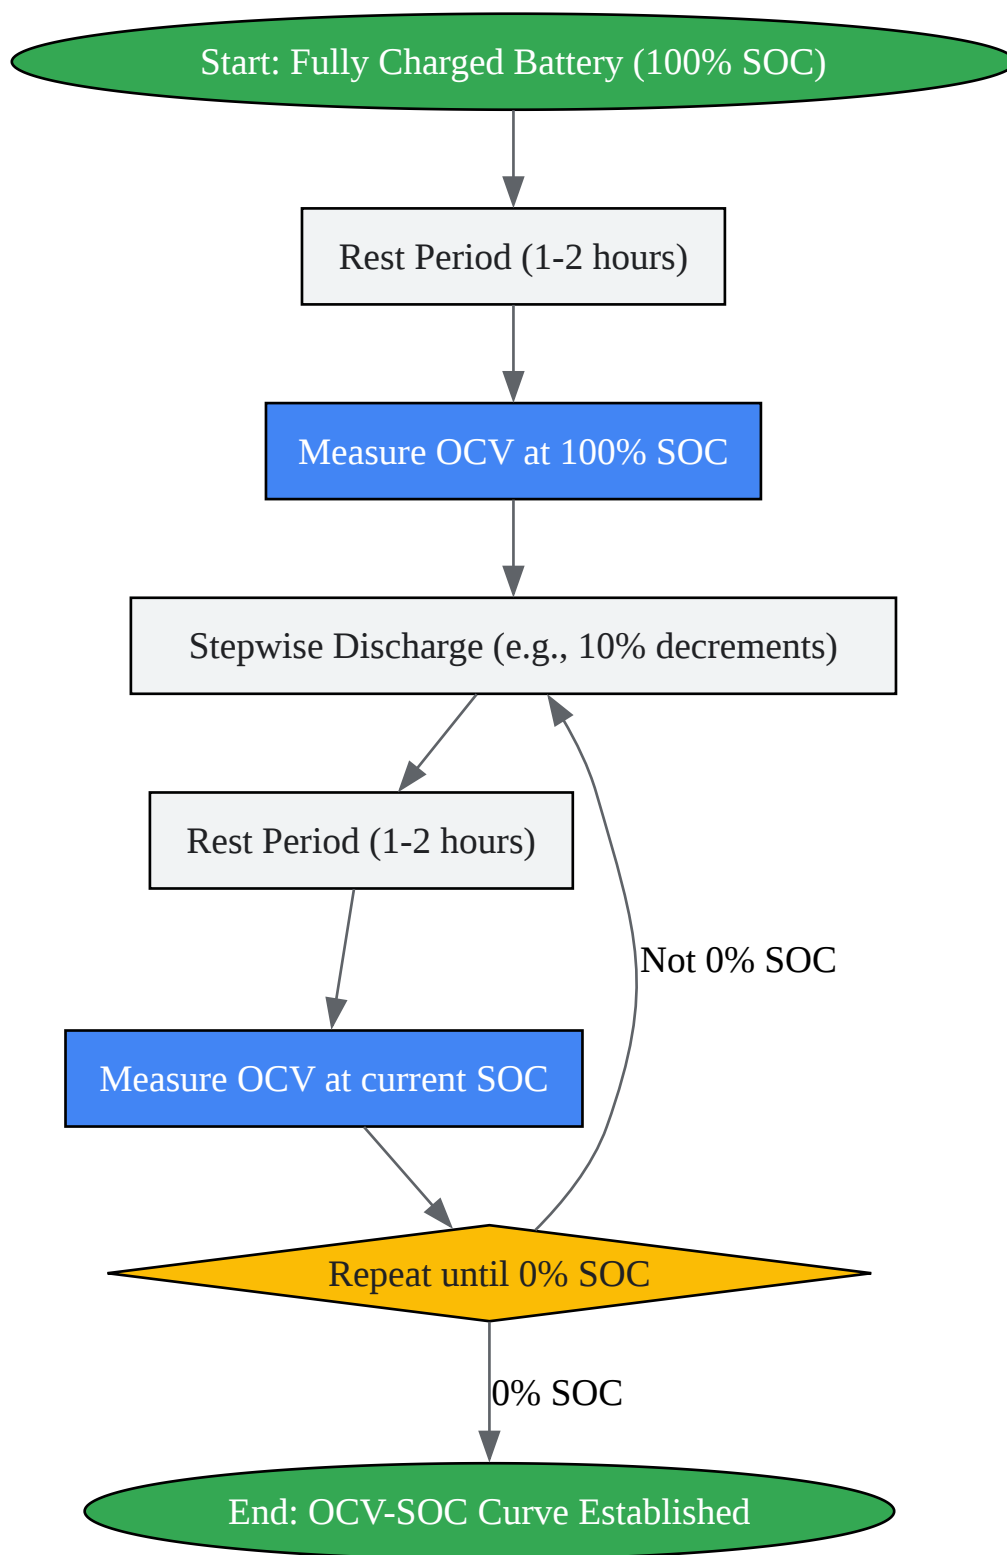 Start: Fully Charged Battery (100% SOC)
Rest Period (1-2 hours)
Measure OCV at 100% SOC
Stepwise Discharge (e.g., 10% decrements)
Rest Period (1-2 hours)
Not 0% SOC
Measure OCV at current SOC
Repeat until 0% SOC
0% SOC
End: OCV-SOC Curve Established